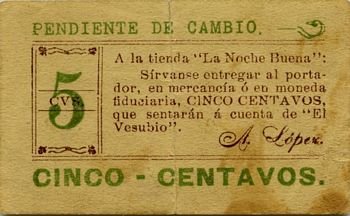 PENDIENTE DE CAMBIO.
A la tienda "La Noche Buena":
Sírvanse entregar al porta-
dor, en mercancía ó en moneda
fiduciaria, CINCO CENTAVOS,
que sentarán á cuenta de "El
Vesubio".
A. López.
5
CVS.
CINCO - CENTAVOS.